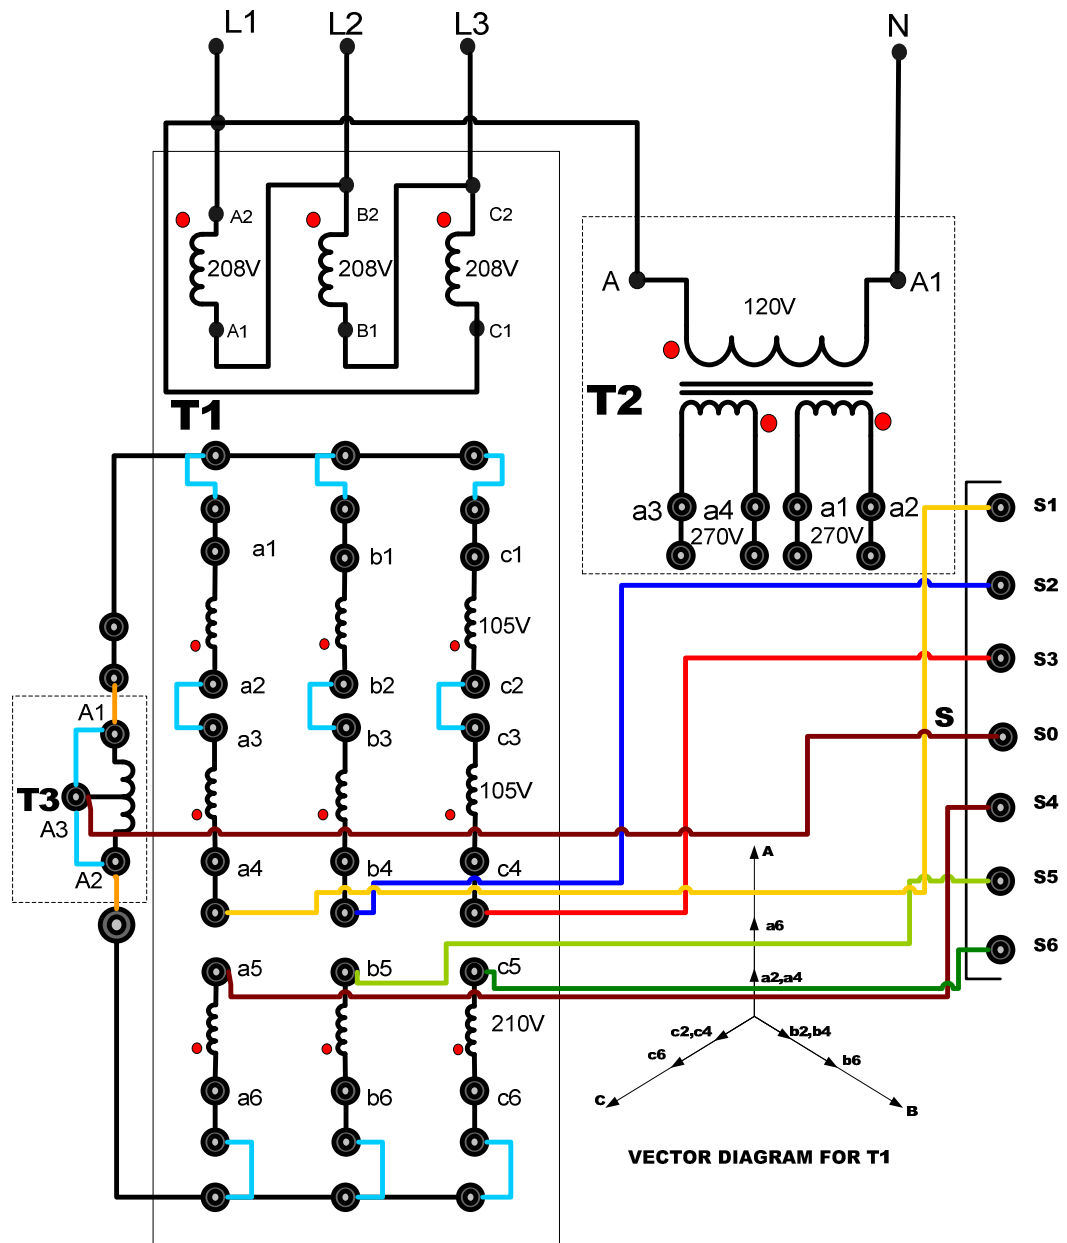 L1 L2 L3 N
A2 B2 C2
208V 208V 208V
A A1
120V
A1 B1 C1
T1 T2
a3 a4 a1 a2
270V 270V
S1
a1 b1 c1
S2
105V
S3
a2 b2 c2
A1
a3 b3 c3
S
S0
T3
105V
A3
S4
A2
a4 b4 c4
A
S5
a6
S6
a5 b5 c5
a2,a4
210V
c2,c4 b2,b4
c6 b6
a6 b6 c6
C B
VECTOR DIAGRAM FOR T1